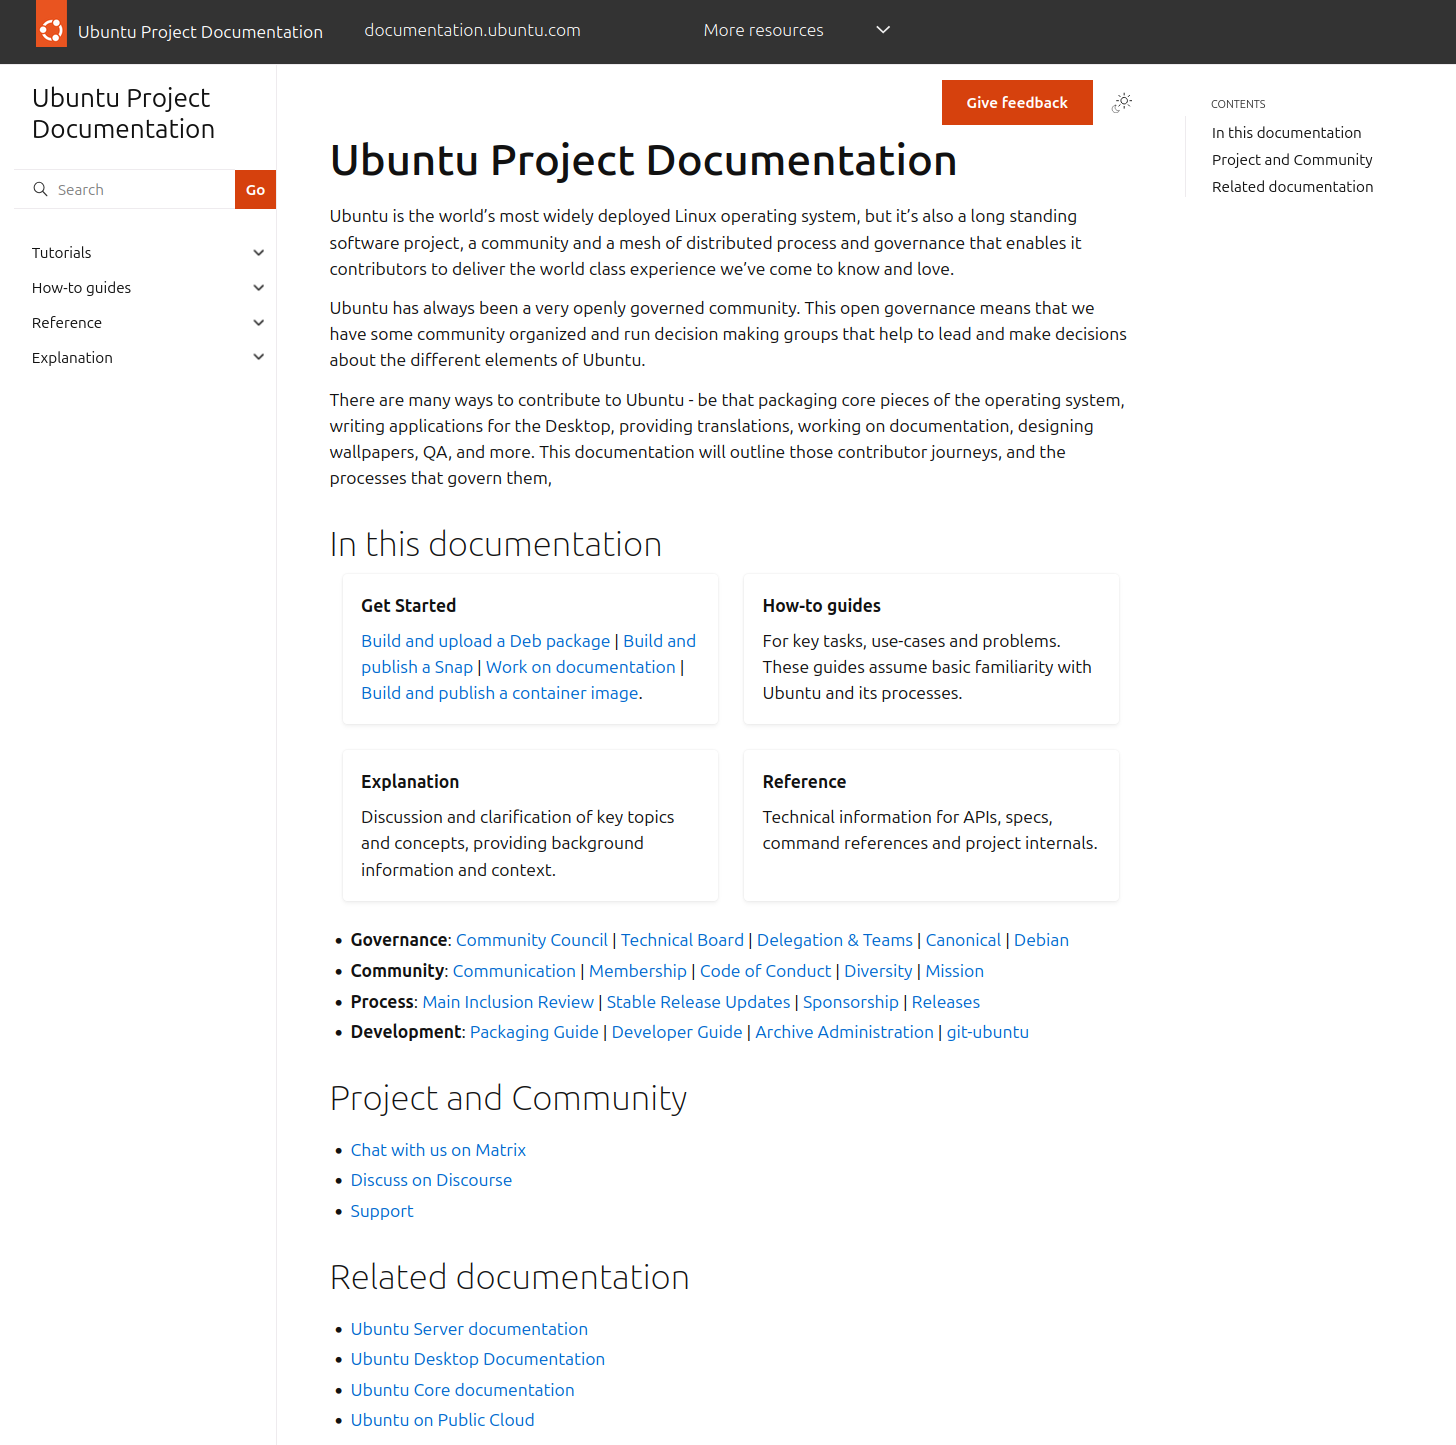 Ubuntu Project Documentation
documentation.ubuntu.com
More resources
Ubuntu Project
Documentation
Search
Go
Tutorials
How-to guides
Reference
Explanation
Give feedback
Ubuntu Project Documentation
Ubuntu is the world’s most widely deployed Linux operating system, but it’s also a long standing
software project, a community and a mesh of distributed process and governance that enables it
contributors to deliver the world class experience we’ve come to know and love.
Ubuntu has always been a very openly governed community. This open governance means that we
have some community organized and run decision making groups that help to lead and make decisions
about the different elements of Ubuntu.
There are many ways to contribute to Ubuntu - be that packaging core pieces of the operating system,
writing applications for the Desktop, providing translations, working on documentation, designing
wallpapers, QA, and more. This documentation will outline those contributor journeys, and the
processes that govern them,
In this documentation
Get Started
Build and upload a Deb package | Build and
publish a Snap | Work on documentation |
Build and publish a container image.
How-to guides
For key tasks, use-cases and problems.
These guides assume basic familiarity with
Ubuntu and its processes.
Explanation
Discussion and clarification of key topics
and concepts, providing background
information and context.
Reference
Technical information for APIs, specs,
command references and project internals.
• Governance: Community Council | Technical Board | Delegation & Teams | Canonical | Debian
• Community: Communication | Membership | Code of Conduct | Diversity | Mission
• Process: Main Inclusion Review | Stable Release Updates | Sponsorship | Releases
• Development: Packaging Guide | Developer Guide | Archive Administration | git-ubuntu
Project and Community
• Chat with us on Matrix
• Discuss on Discourse
• Support
Related documentation
• Ubuntu Server documentation
• Ubuntu Desktop Documentation
• Ubuntu Core documentation
• Ubuntu on Public Cloud
CONTENTS
In this documentation
Project and Community
Related documentation